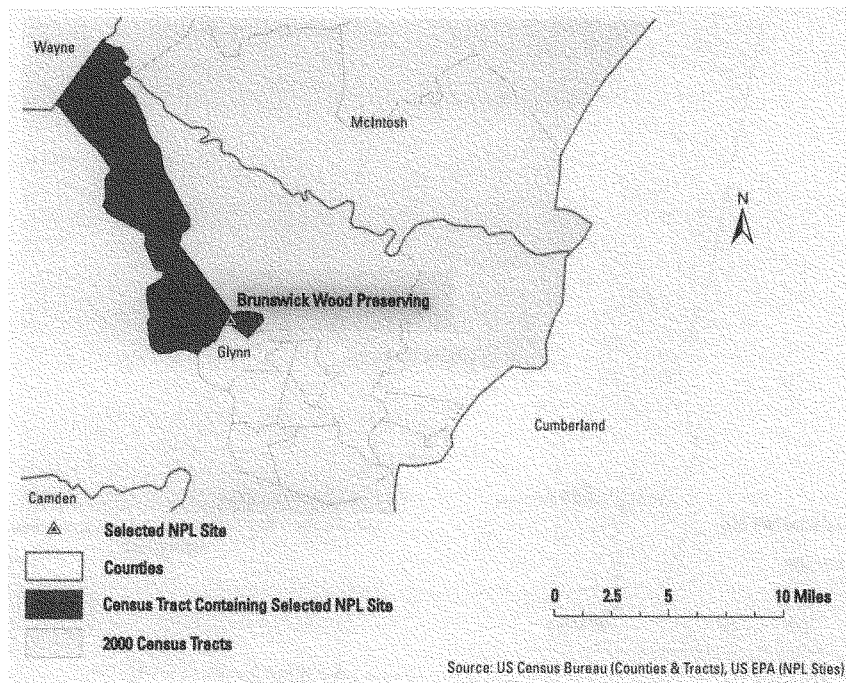 Wayne
McIntosh
N
Brunswick Wood Preserving
Glynn
Cumberland
Camden
Selected NPL Site
Counties
Census Tract Containing Selected NPL Site
2000 Census Tracts
0 2.5 5 10 Miles
Source: US Census Bureau (Counties & Tracts), US EPA (NPL Sties)